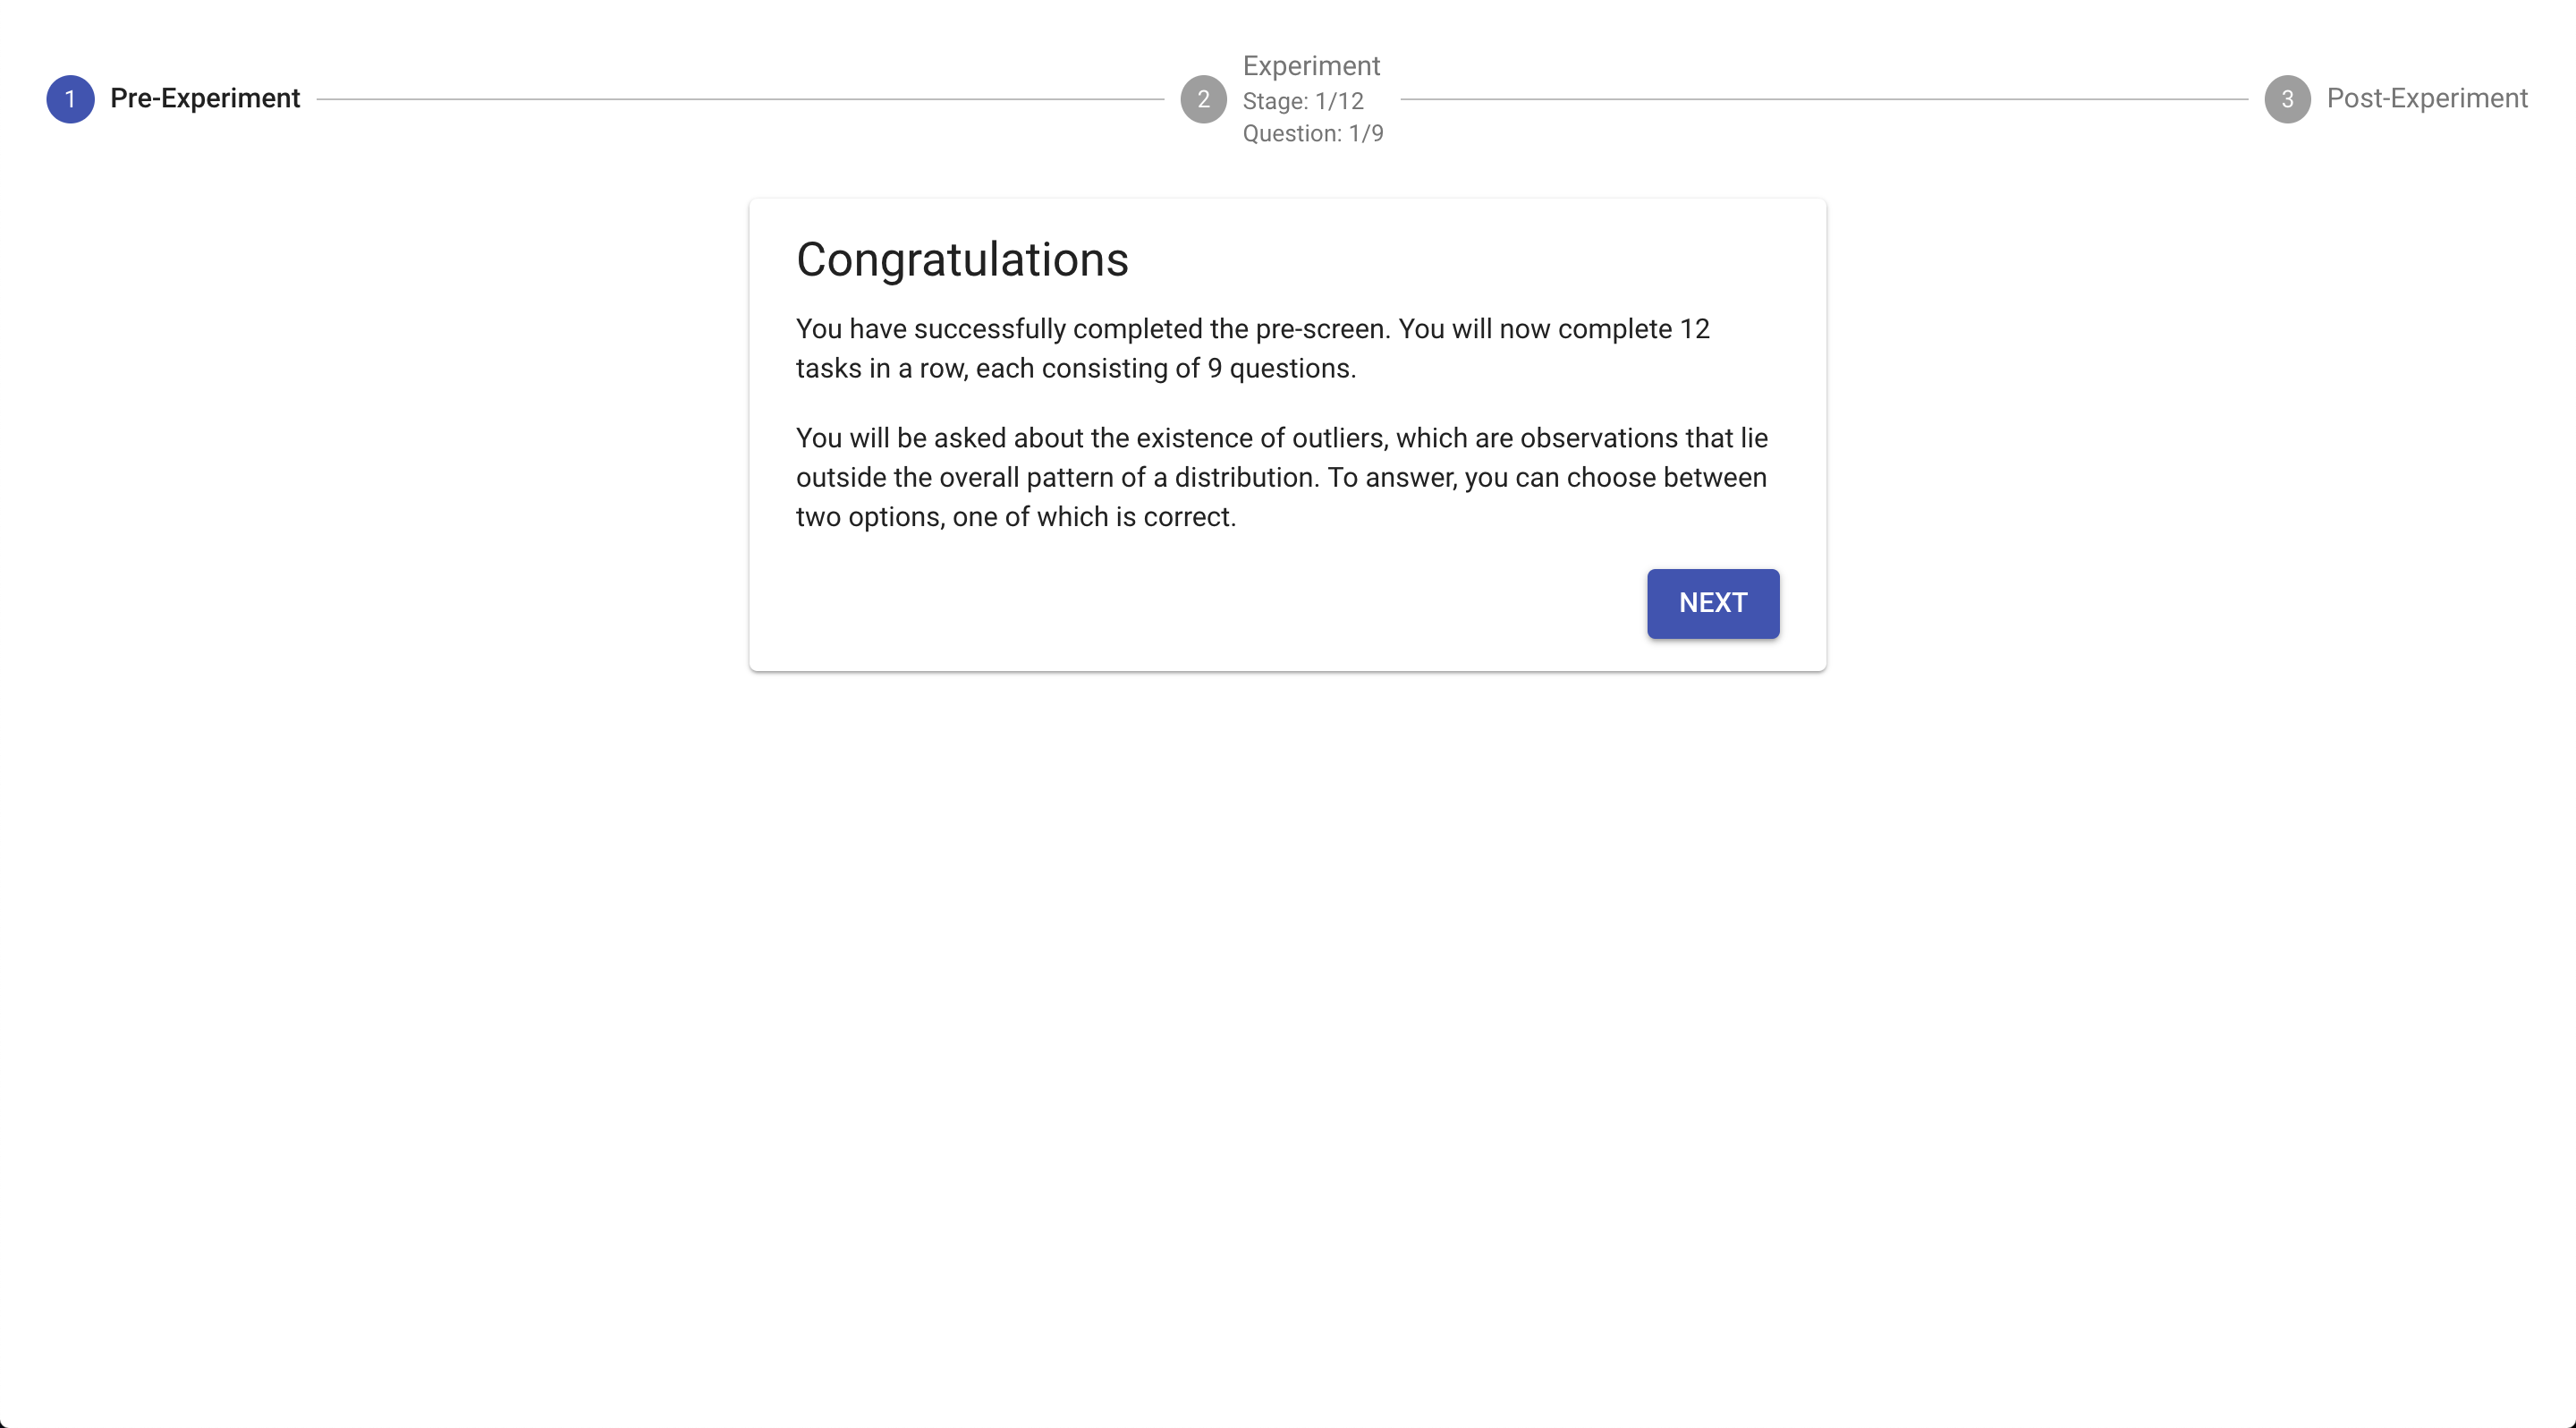 1 Pre-Experiment
2 Experiment
Stage: 1/12
Question: 1/9
3 Post-Experiment
Congratulations
You have successfully completed the pre-screen. You will now complete 12
tasks in a row, each consisting of 9 questions.
You will be asked about the existence of outliers, which are observations that lie
outside the overall pattern of a distribution. To answer, you can choose between
two options, one of which is correct.
NEXT